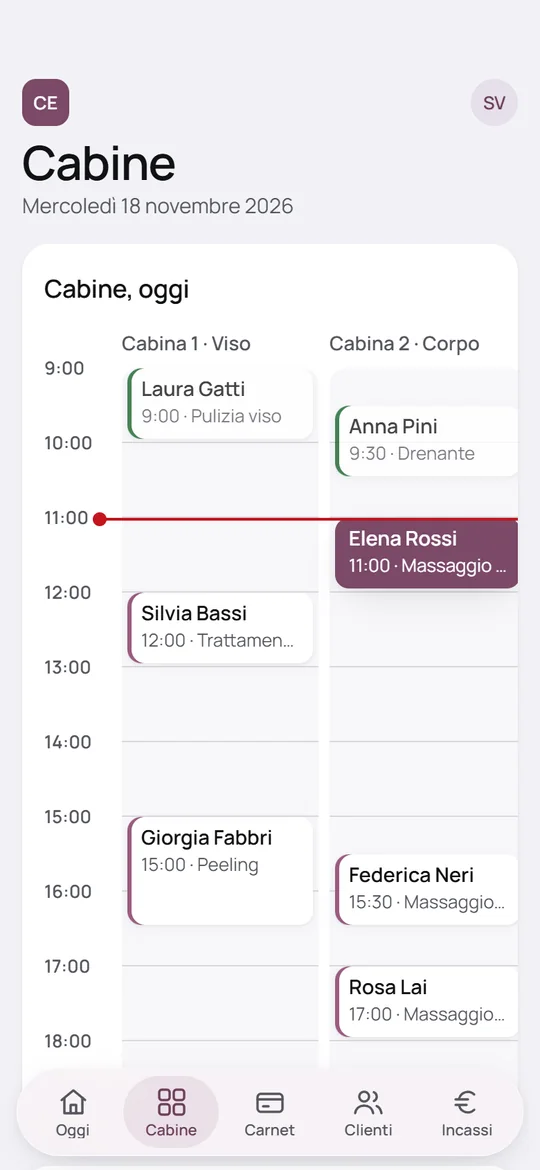 CE
SV
Cabine
Mercoledì 18 novembre 2026
Cabine, oggi
Cabina 1 · Viso
Cabina 2 · Corpo
9:00
Laura Gatti
9:00 · Pulizia viso
Anna Pini
9:30 · Drenante
10:00
11:00
Elena Rossi
11:00 · Massaggio ...
12:00
Silvia Bassi
12:00 · Trattamen...
13:00
14:00
15:00
Giorgia Fabbri
15:00 · Peeling
Federica Neri
15:30 · Massaggio...
16:00
17:00
Rosa Lai
17:00 · Massaggio...
18:00
Oggi
Cabine
Carnet
Clienti
Incassi